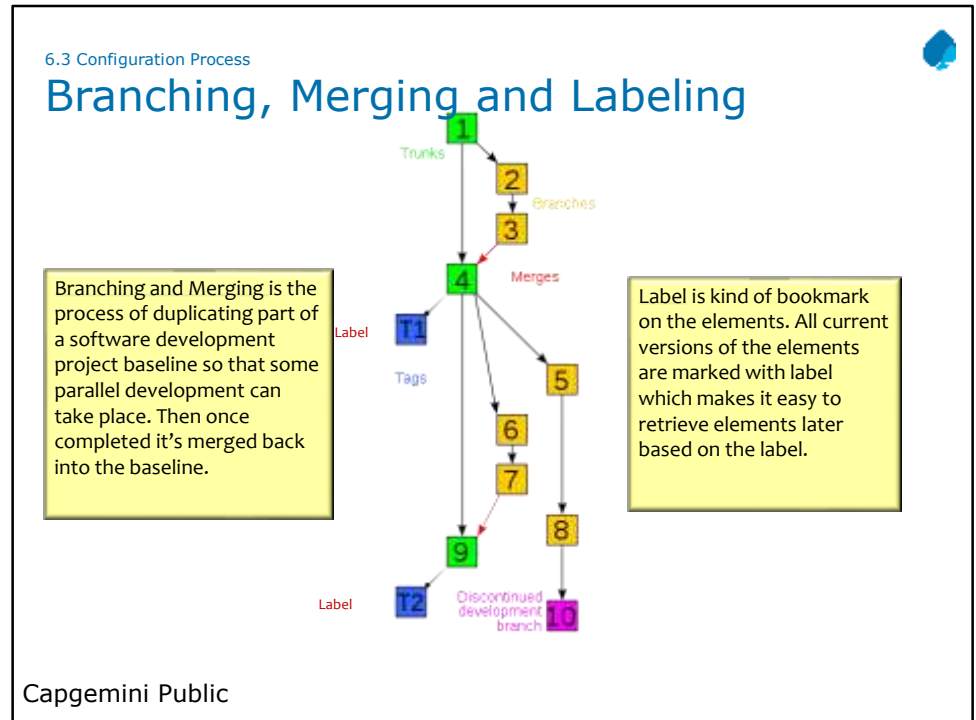 6.3 Configuration Process
Branching, Merging and Labeling
1
Trunks
2
Branches
3
4
Merges
Branching and Merging is the
process of duplicating part of
a software development
project baseline so that some
parallel development can
take place. Then once
completed it's merged back
into the baseline.
Label
T1
Tags
5
6
7
8
9
Label
T2
Discontinued
development
branch
10
Label is kind of bookmark
on the elements. All current
versions of the elements
are marked with label
which makes it easy to
retrieve elements later
based on the label.
Capgemini Public